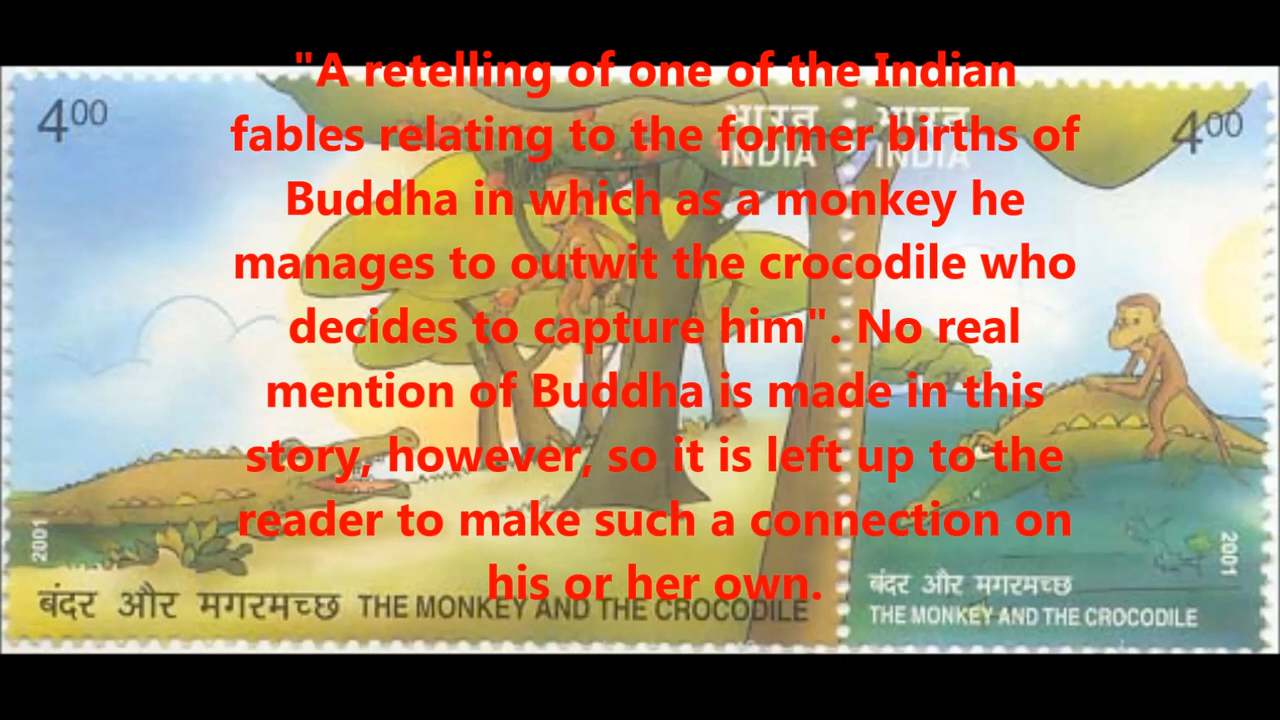 "A retelling of one of the Indian
fables relating to the former births of
Buddha in which as a monkey he
manages to outwit the crocodile who
decides to capture him". No real
mention of Buddha is made in this
story, however, so it is left up to the
reader to make such a connection on
his or her own.
4⁰⁰
भारत
INDIA
2001
बंदर और मगरमच्छ THE MONKEY AND THE CROCODILE
भारत
INDIA
4⁰⁰
2001
बंदर और मगरमच्छ
THE MONKEY AND THE CROCODILE